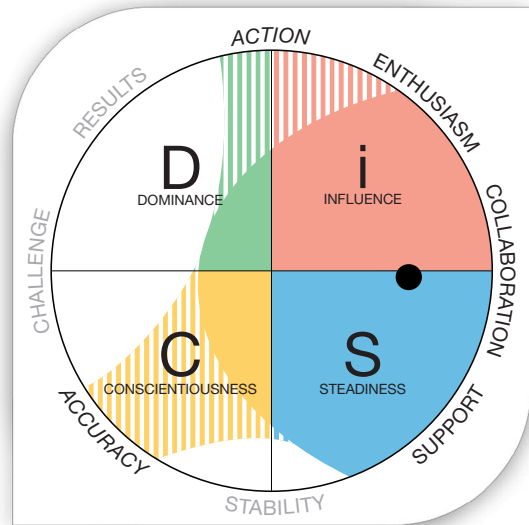 ACTION
ENTHUSIASM
RESULTS
D
DOMINANCE
i
INFLUENCE
CHALLENGE
COLLABORATION
C
CONSCIENTIOUSNESS
S
STEADINESS
ACCURACY
SUPPORT
STABILITY